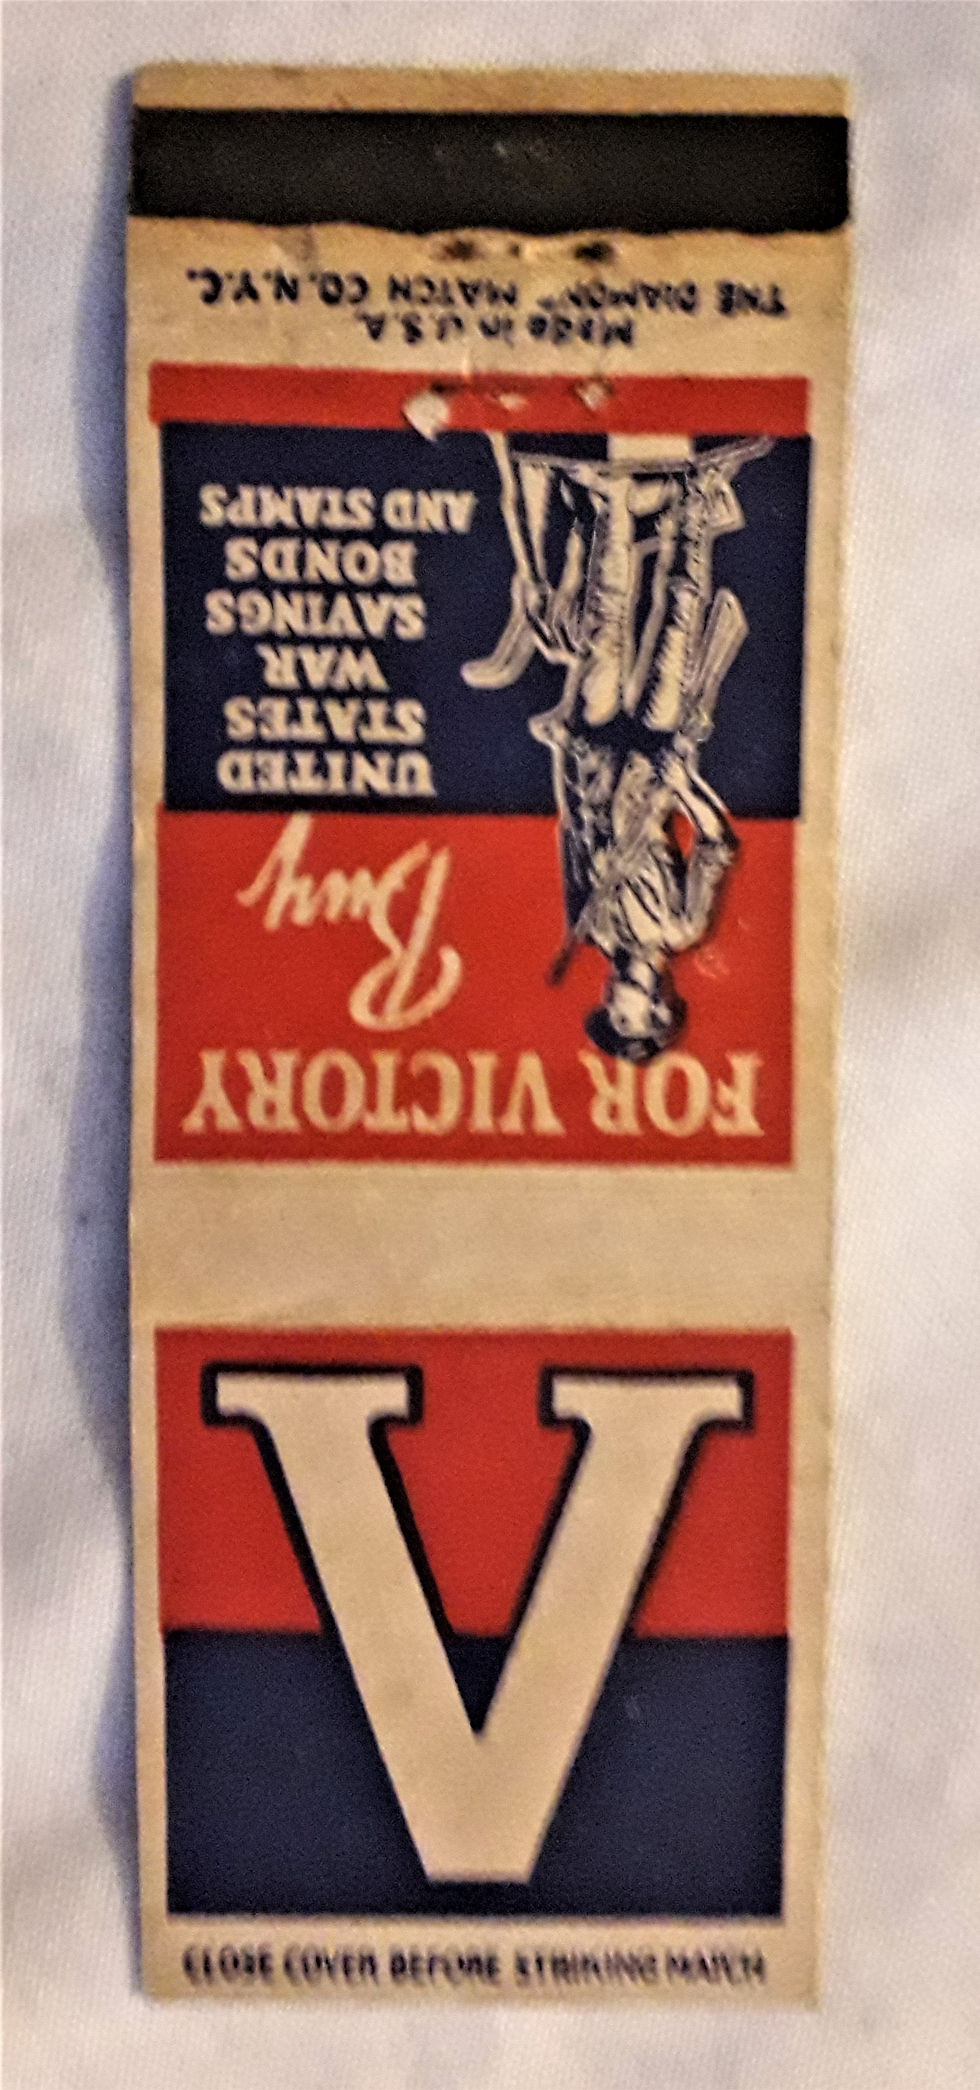 THE DIAMOND MATCH CO. N.Y.C.
Made in U.S.A.
FOR VICTORY
Buy
UNITED
STATES
WAR
SAVINGS
BONDS
AND STAMPS
V
CLOSE COVER BEFORE STRIKING MATCH